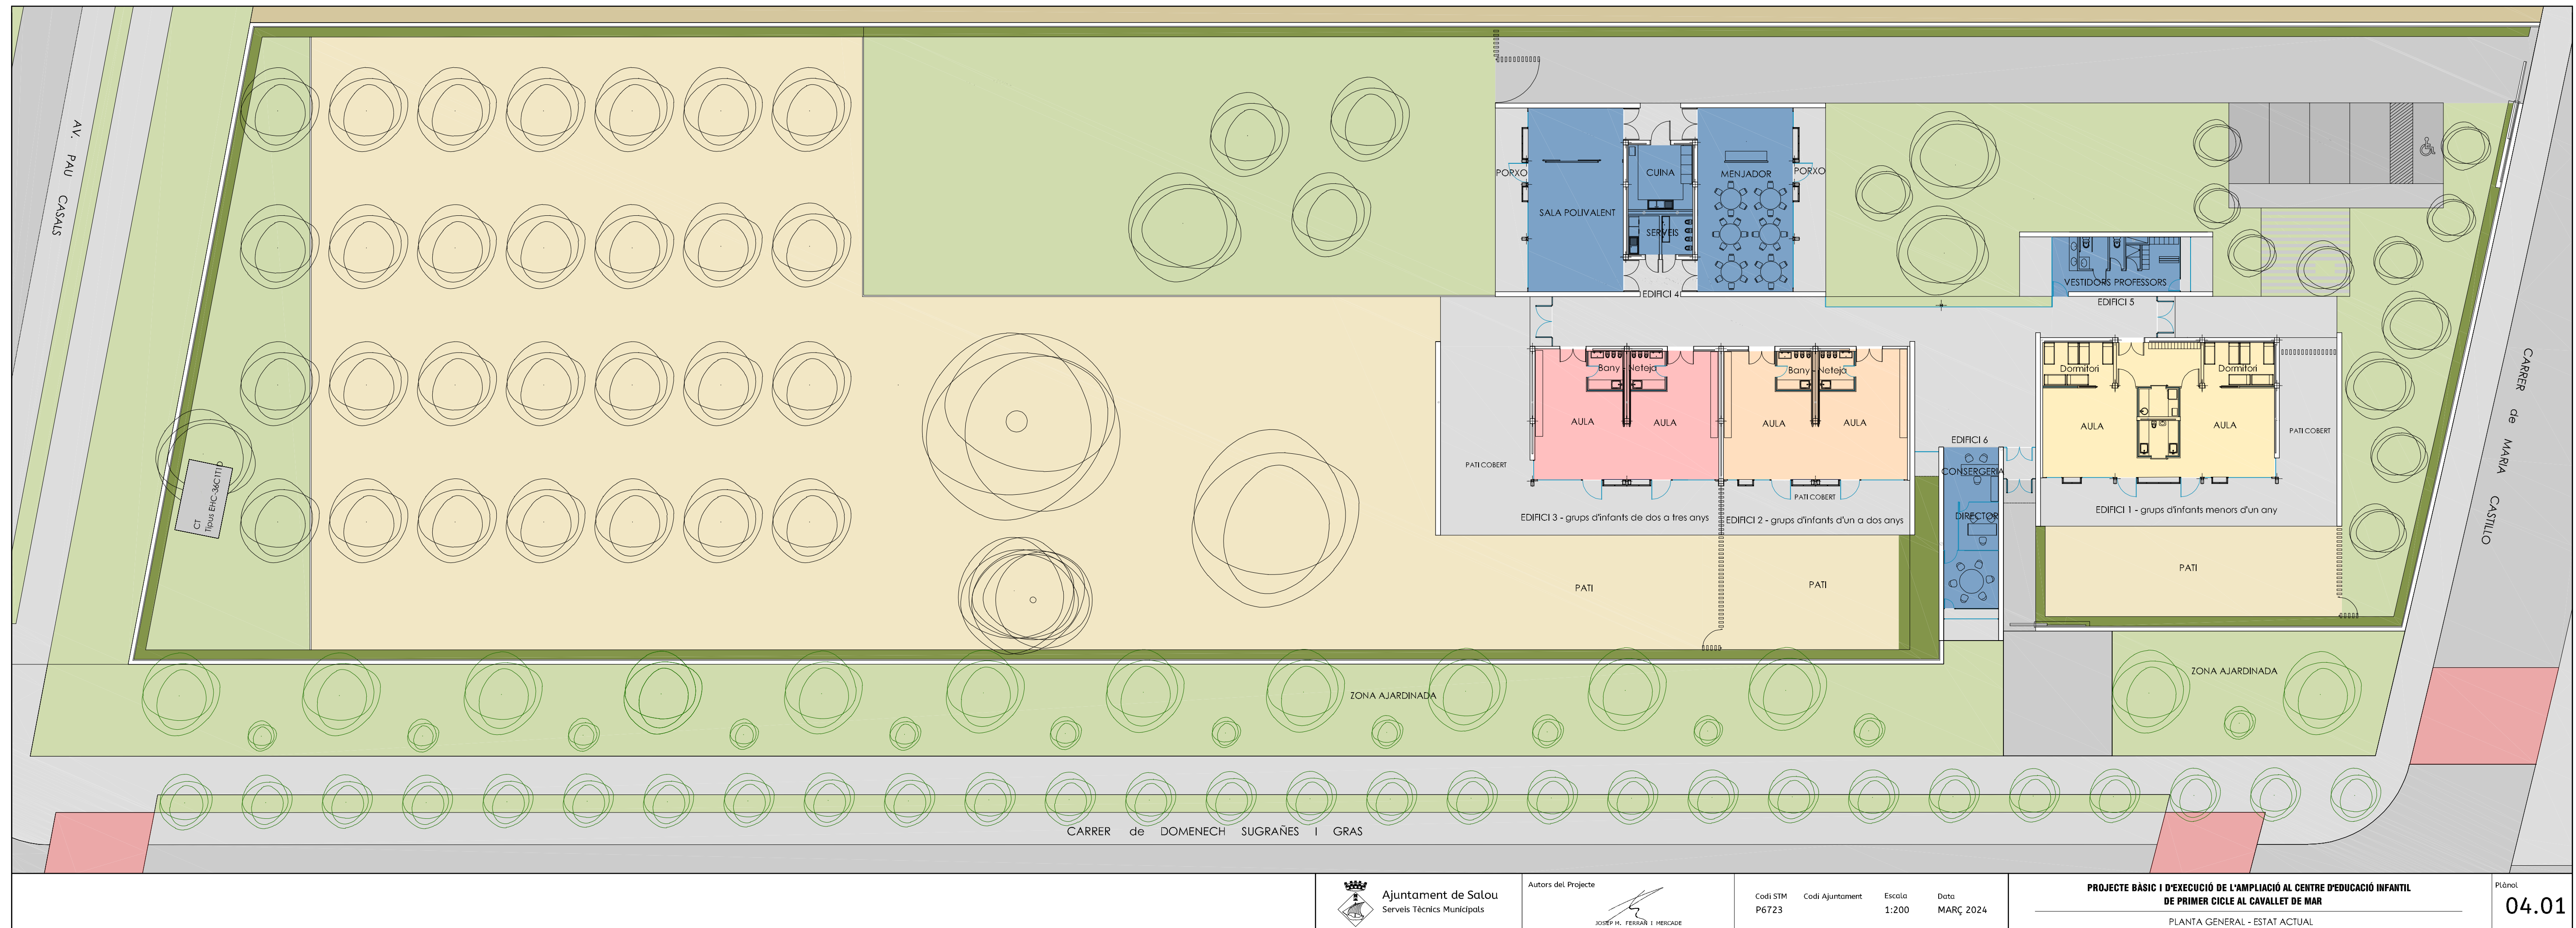 AV. PAU CASALS
CT
Tipus EHC-36C1T1D
PORXO
SALA POLIVALENT
CUINA
SERVEIS
MENJADOR
PORXO
EDIFICI 4
VESTIDORS PROFESSORS
EDIFICI 5
Bany - Neteja
AULA
AULA
PATI COBERT
EDIFICI 3 - grups d'infants de dos a tres anys
Bany - Neteja
AULA
AULA
PATI COBERT
EDIFICI 2 - grups d'infants d'un a dos anys
EDIFICI 6
CONSERGERIA
DIRECTOR
Dormitori
Dormitori
AULA
AULA
PATI COBERT
EDIFICI 1 - grups d'infants menors d'un any
PATI
PATI
PATI
CARRER de MARIA CASTILLO
ZONA AJARDINADA
ZONA AJARDINADA
CARRER de DOMENECH SUGRAÑES I GRAS
Ajuntament de Salou
Serveis Tècnics Municipals
Autors del Projecte
JOSEP M. FERRAN I MERCADE
Codi STM Codi Ajuntament Escala Data
P6723 1:200 MARÇ 2024
PROJECTE BÀSIC I D'EXECUCIÓ DE L'AMPLIACIÓ AL CENTRE D'EDUCACIÓ INFANTIL
DE PRIMER CICLE AL CAVALLET DE MAR
PLANTA GENERAL - ESTAT ACTUAL
Plànol
04.01